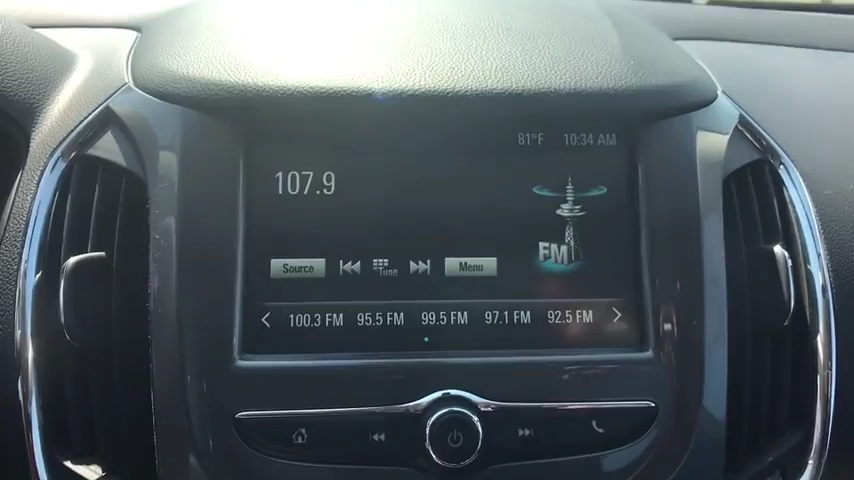 81°F 10:34 AM
107.9
FM
Source Tune Menu
100.3 FM 95.5 FM 99.5 FM 97.1 FM 92.5 FM